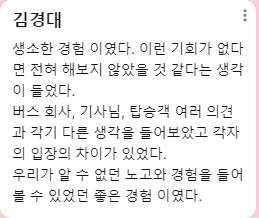 김경대
생소한 경험 이였다. 이런 기회가 없다
면 전혀 해보지 않았을 것 같다는 생각
이 들었다.
버스 회사, 기사님, 탑승객 여러 의견
과 각기 다른 생각을 들어보았고 각자
의 입장의 차이가 있었다.
우리가 알 수 없던 노고와 경험을 들어
볼 수 있었던 좋은 경험 이였다.